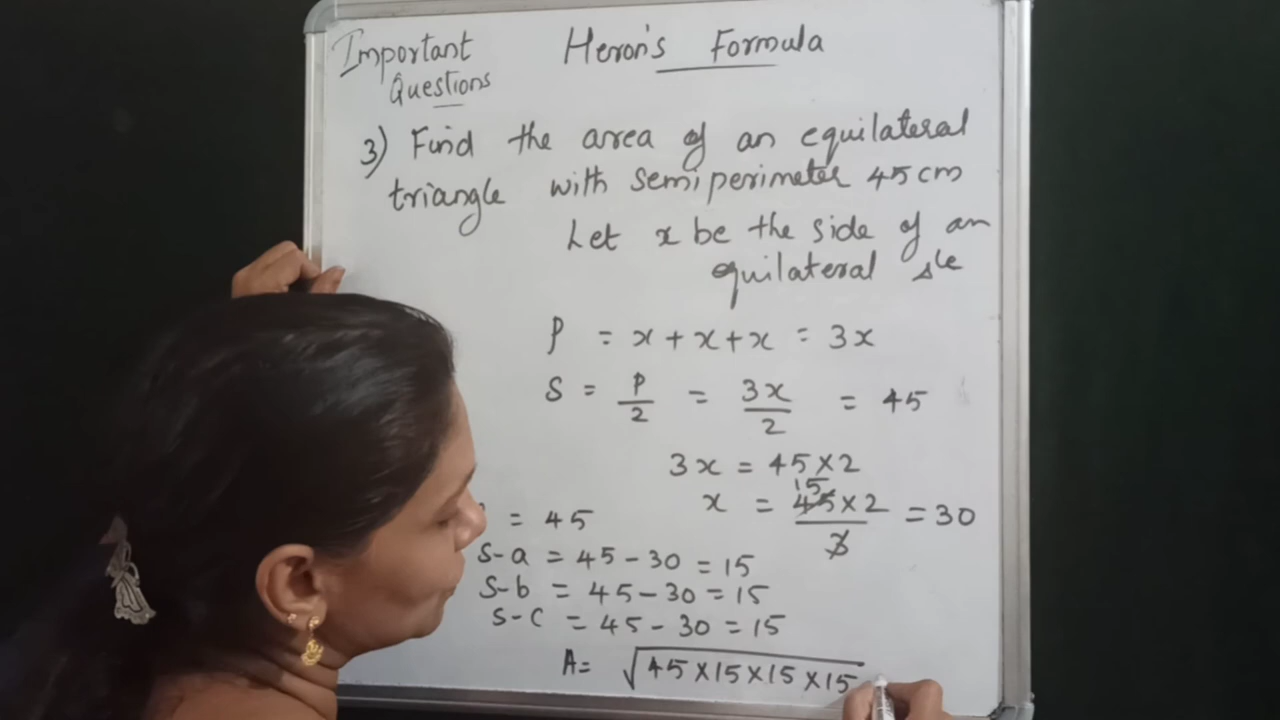 Important Heron's Formula
Questions
3) Find the area of an equilateral
triangle with semiperimeter 45 cm
Let x be the side of an
equilateral Δle
P = x + x + x = 3x
S = P/2 = 3x/2 = 45
3x = 45 × 2
x = 45 × 2 / 3 = 30
15
= 45
S-a = 45 - 30 = 15
S-b = 45 - 30 = 15
S-c = 45 - 30 = 15
A = √45 × 15 × 15 × 15